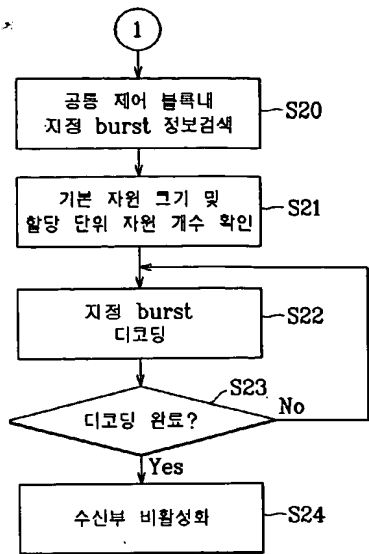 1
공통 제어 블록내
지정 burst 정보검색
S20
기본 자원 크기 및
할당 단위 자원 개수 확인
S21
지정 burst
디코딩
S22
S23
디코딩 완료?
No
Yes
수신부 비활성화
S24